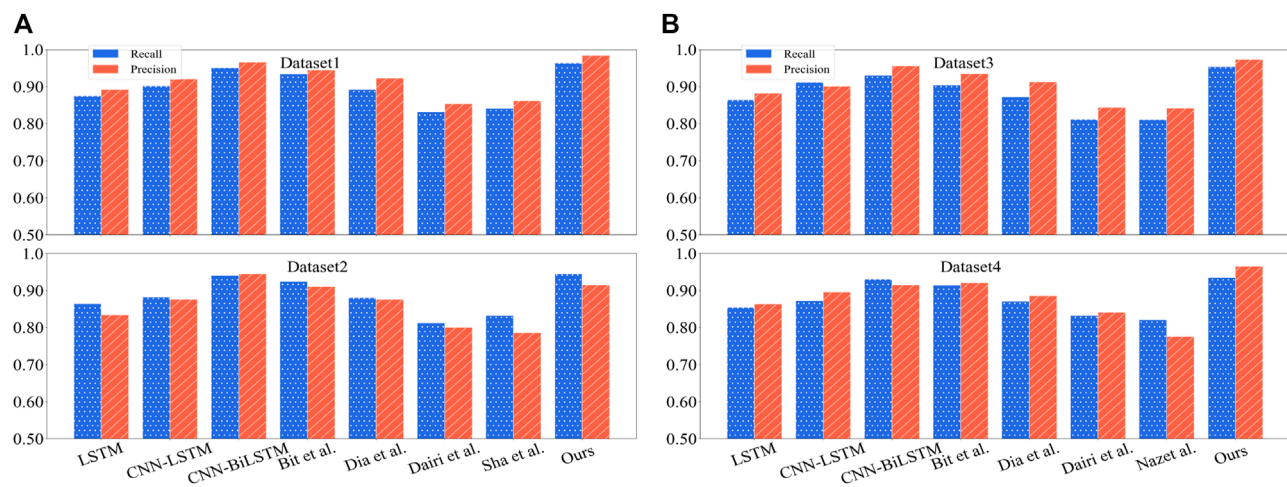 A
Recall
Precision
Dataset1
1.0
0.90
0.80
0.70
0.60
0.50
Dataset2
1.0
0.90
0.80
0.70
0.60
0.50
LSTM
CNN-LSTM
CNN-BiLSTM
Bit et al.
Dia et al.
Dairi et al.
Sha et al.
Ours
B
Recall
Precision
Dataset3
1.0
0.90
0.80
0.70
0.60
0.50
Dataset4
1.0
0.90
0.80
0.70
0.60
0.50
LSTM
CNN-LSTM
CNN-BiLSTM
Bit et al.
Dia et al.
Dairi et al.
Nazet al.
Ours